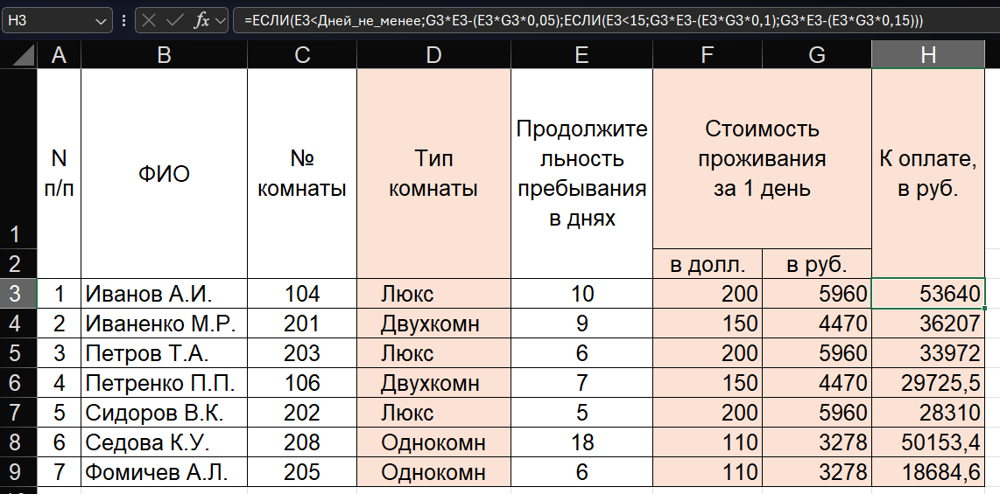 H3 fx =ЕСЛИ(E3<Дней_не_менее;G3*E3-(E3*G3*0,05);ЕСЛИ(E3<15;G3*E3-(E3*G3*0,1);G3*E3-(E3*G3*0,15)))
A B C D E F G H
1 N п/п ФИО № комнаты Тип комнаты Продолжительность пребывания в днях Стоимость проживания за 1 день К оплате, в руб.
2 в долл. в руб.
3 1 Иванов А.И. 104 Люкс 10 200 5960 53640
4 2 Иваненко М.Р. 201 Двухкомн 9 150 4470 36207
5 3 Петров Т.А. 203 Люкс 6 200 5960 33972
6 4 Петренко П.П. 106 Двухкомн 7 150 4470 29725,5
7 5 Сидоров В.К. 202 Люкс 5 200 5960 28310
8 6 Седова К.У. 208 Однокомн 18 110 3278 50153,4
9 7 Фомичев А.Л. 205 Однокомн 6 110 3278 18684,6